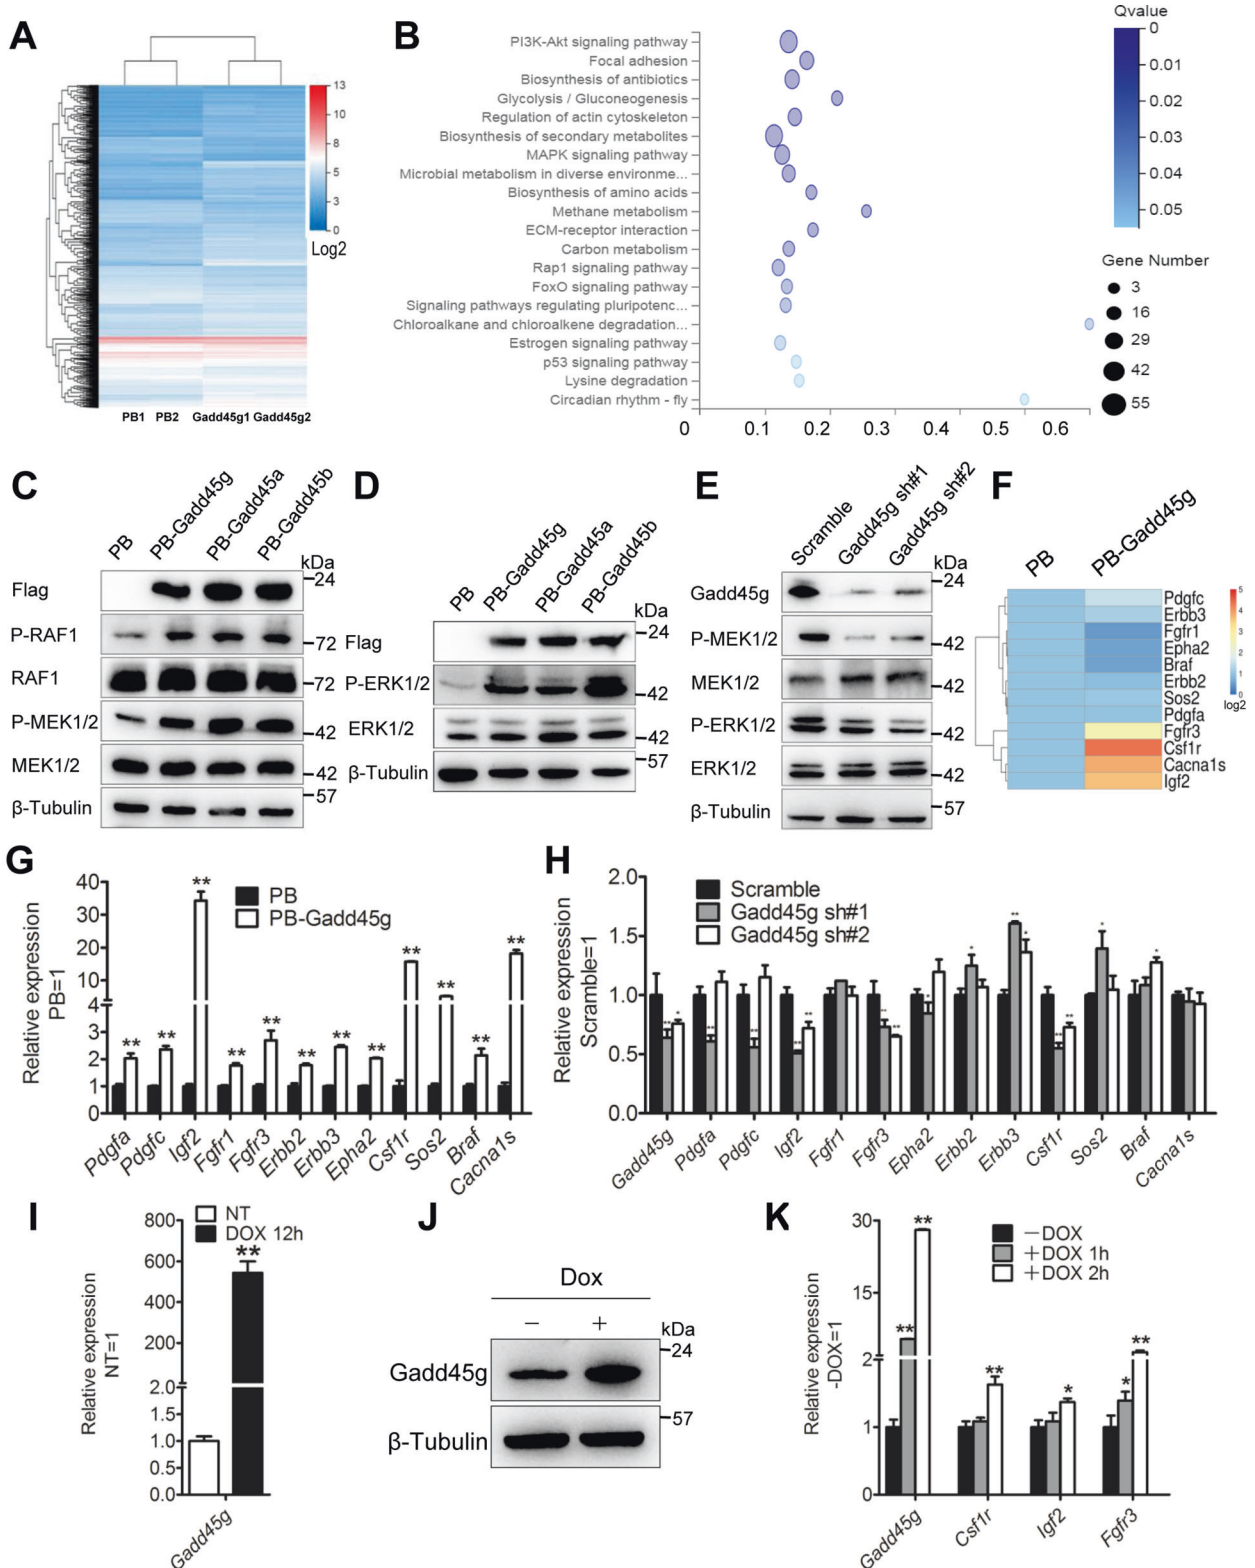 A
13
10
8
5
3
0
Log2
PB1 PB2 Gadd45g1 Gadd45g2
B
PI3K-Akt signaling pathway
Focal adhesion
Biosynthesis of antibiotics
Glycolysis / Gluconeogenesis
Regulation of actin cytoskeleton
Biosynthesis of secondary metabolites
MAPK signaling pathway
Microbial metabolism in diverse environme...
Biosynthesis of amino acids
Methane metabolism
ECM-receptor interaction
Carbon metabolism
Rap1 signaling pathway
FoxO signaling pathway
Signaling pathways regulating pluripotenc...
Chloroalkane and chloroalkene degradation...
Estrogen signaling pathway
p53 signaling pathway
Lysine degradation
Circadian rhythm - fly
0 0.1 0.2 0.3 0.4 0.5 0.6
Qvalue
0
0.01
0.02
0.03
0.04
0.05
Gene Number
3
16
29
42
55
C
PB PB-Gadd45g PB-Gadd45a PB-Gadd45b
kDa
Flag 24
P-RAF1 72
RAF1 72
P-MEK1/2 42
MEK1/2 42
β-Tubulin 57
D
PB PB-Gadd45g PB-Gadd45a PB-Gadd45b
kDa
Flag 24
P-ERK1/2 42
ERK1/2 42
β-Tubulin 57
E
Scramble Gadd45g sh#1 Gadd45g sh#2
kDa
Gadd45g 24
P-MEK1/2 42
MEK1/2 42
P-ERK1/2 42
ERK1/2 42
β-Tubulin 57
F
PB PB-Gadd45g
Pdgfc
Erbb3
Fgfr1
Epha2
Braf
Erbb2
Sos2
Pdgfa
Fgfr3
Csf1r
Cacna1s
Igf2
5
4
3
2
1
0
log2
G
Relative expression
PB=1
40
30
20
10
4
3
2
1
0
PB
PB-Gadd45g
** ** ** ** ** ** ** ** ** ** ** **
Pdgfa Pdgfc Igf2 Fgfr1 Fgfr3 Erbb2 Erbb3 Epha2 Csf1r Sos2 Braf Cacna1s
H
Relative expression
Scramble=1
2.0
1.5
1.0
0.5
0.0
Scramble
Gadd45g sh#1
Gadd45g sh#2
** * ** ** ** ** ** ** * * ** * ** ** * *
Gadd45g Pdgfa Pdgfc Igf2 Fgfr1 Fgfr3 Epha2 Erbb2 Erbb3 Csf1r Sos2 Braf Cacna1s
I
Relative expression
NT=1
800
600
400
200
2.0
1.5
1.0
0.5
0.0
NT
DOX 12h
**
Gadd45g
J
Dox
− +
kDa
Gadd45g 24
β-Tubulin 57
K
Relative expression
-DOX=1
30
15
2
2
1
0
−DOX
+DOX 1h
+DOX 2h
** ** ** * * **
Gadd45g Csf1r Igf2 Fgfr3